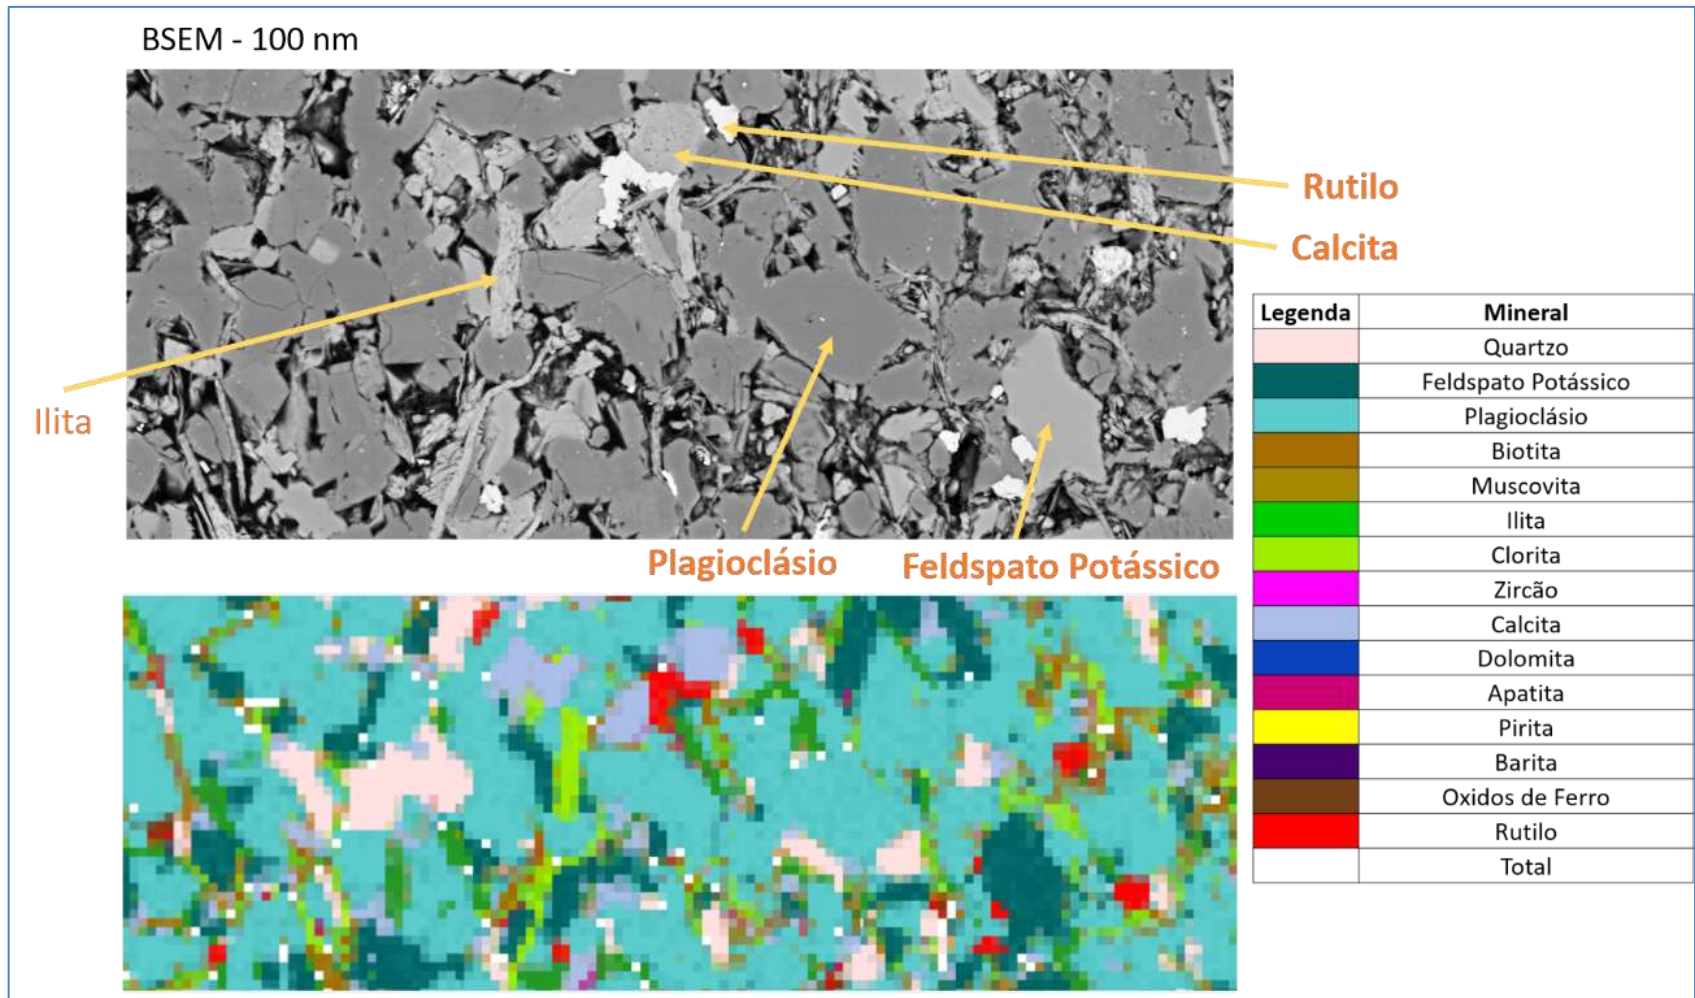 BSEM - 100 nm
Rutilo
Calcita
Ilita
Plagioclásio
Feldspato Potássico
Legenda Mineral
Quartzo
Feldspato Potássico
Plagioclásio
Biotita
Muscovita
Ilita
Clorita
Zircão
Calcita
Dolomita
Apatita
Pirita
Barita
Oxidos de Ferro
Rutilo
Total